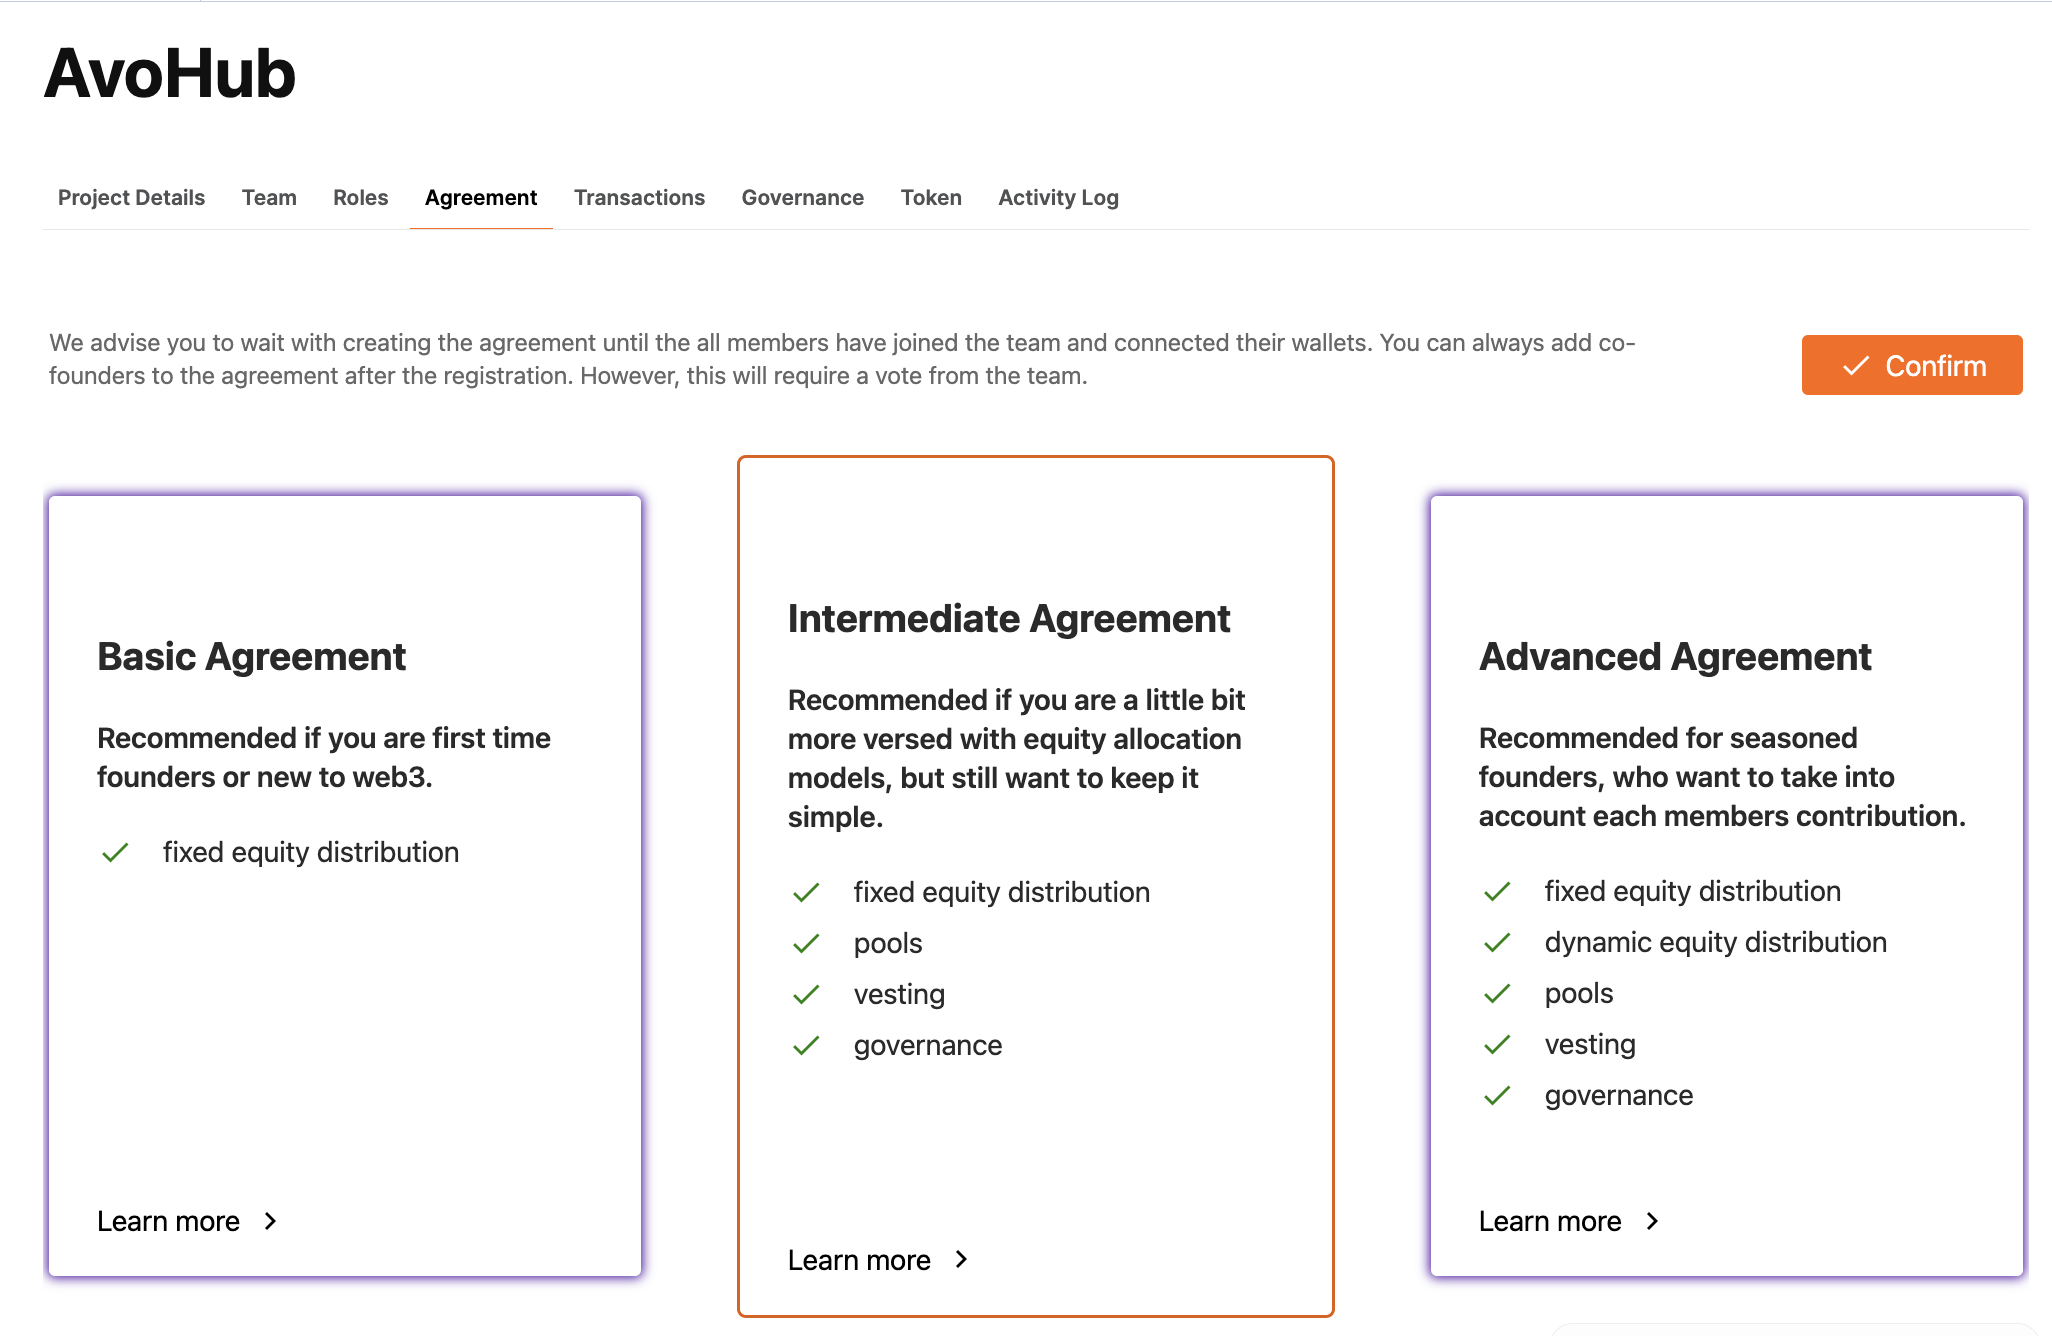 AvoHub
Project Details Team Roles Agreement Transactions Governance Token Activity Log
We advise you to wait with creating the agreement until the all members have joined the team and connected their wallets. You can always add co-
founders to the agreement after the registration. However, this will require a vote from the team.
Confirm
Basic Agreement
Recommended if you are first time
founders or new to web3.
fixed equity distribution
Learn more
Intermediate Agreement
Recommended if you are a little bit
more versed with equity allocation
models, but still want to keep it
simple.
fixed equity distribution
pools
vesting
governance
Learn more
Advanced Agreement
Recommended for seasoned
founders, who want to take into
account each members contribution.
fixed equity distribution
dynamic equity distribution
pools
vesting
governance
Learn more